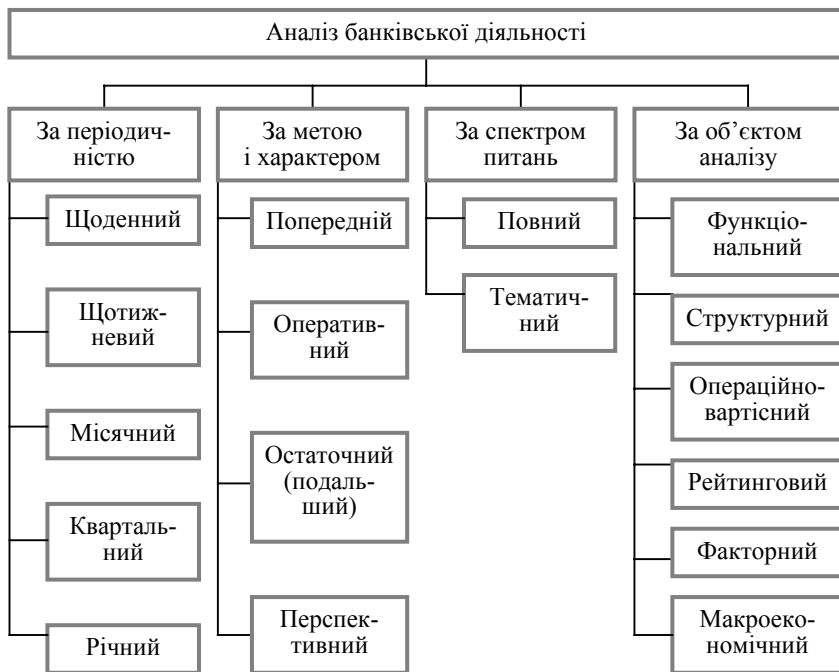 Аналіз банківської діяльності
За періодич-
ністю
Щоденний
Щотиж-
невий
Місячний
Кварталь-
ний
Річний
За метою
і характером
Попередній
Оператив-
ний
Остаточний
(подаль-
ший)
Перспек-
тивний
За спектром
питань
Повний
Тематич-
ний
За об’єктом
аналізу
Функціо-
нальний
Структурний
Операційно-
вартісний
Рейтинговий
Факторний
Макроеко-
номічний